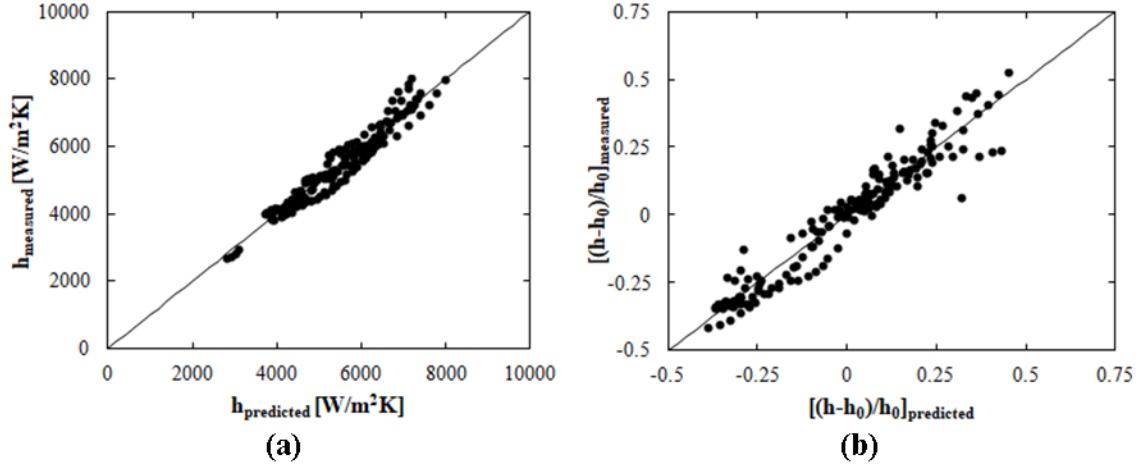 10000
8000
6000
4000
2000
0
h_measured [W/m²K]
0 2000 4000 6000 8000 10000
h_predicted [W/m²K]
(a)
0.75
0.5
0.25
0
-0.25
-0.5
[(h-h₀)/h₀]measured
-0.5 -0.25 0 0.25 0.5 0.75
[(h-h₀)/h₀]predicted
(b)